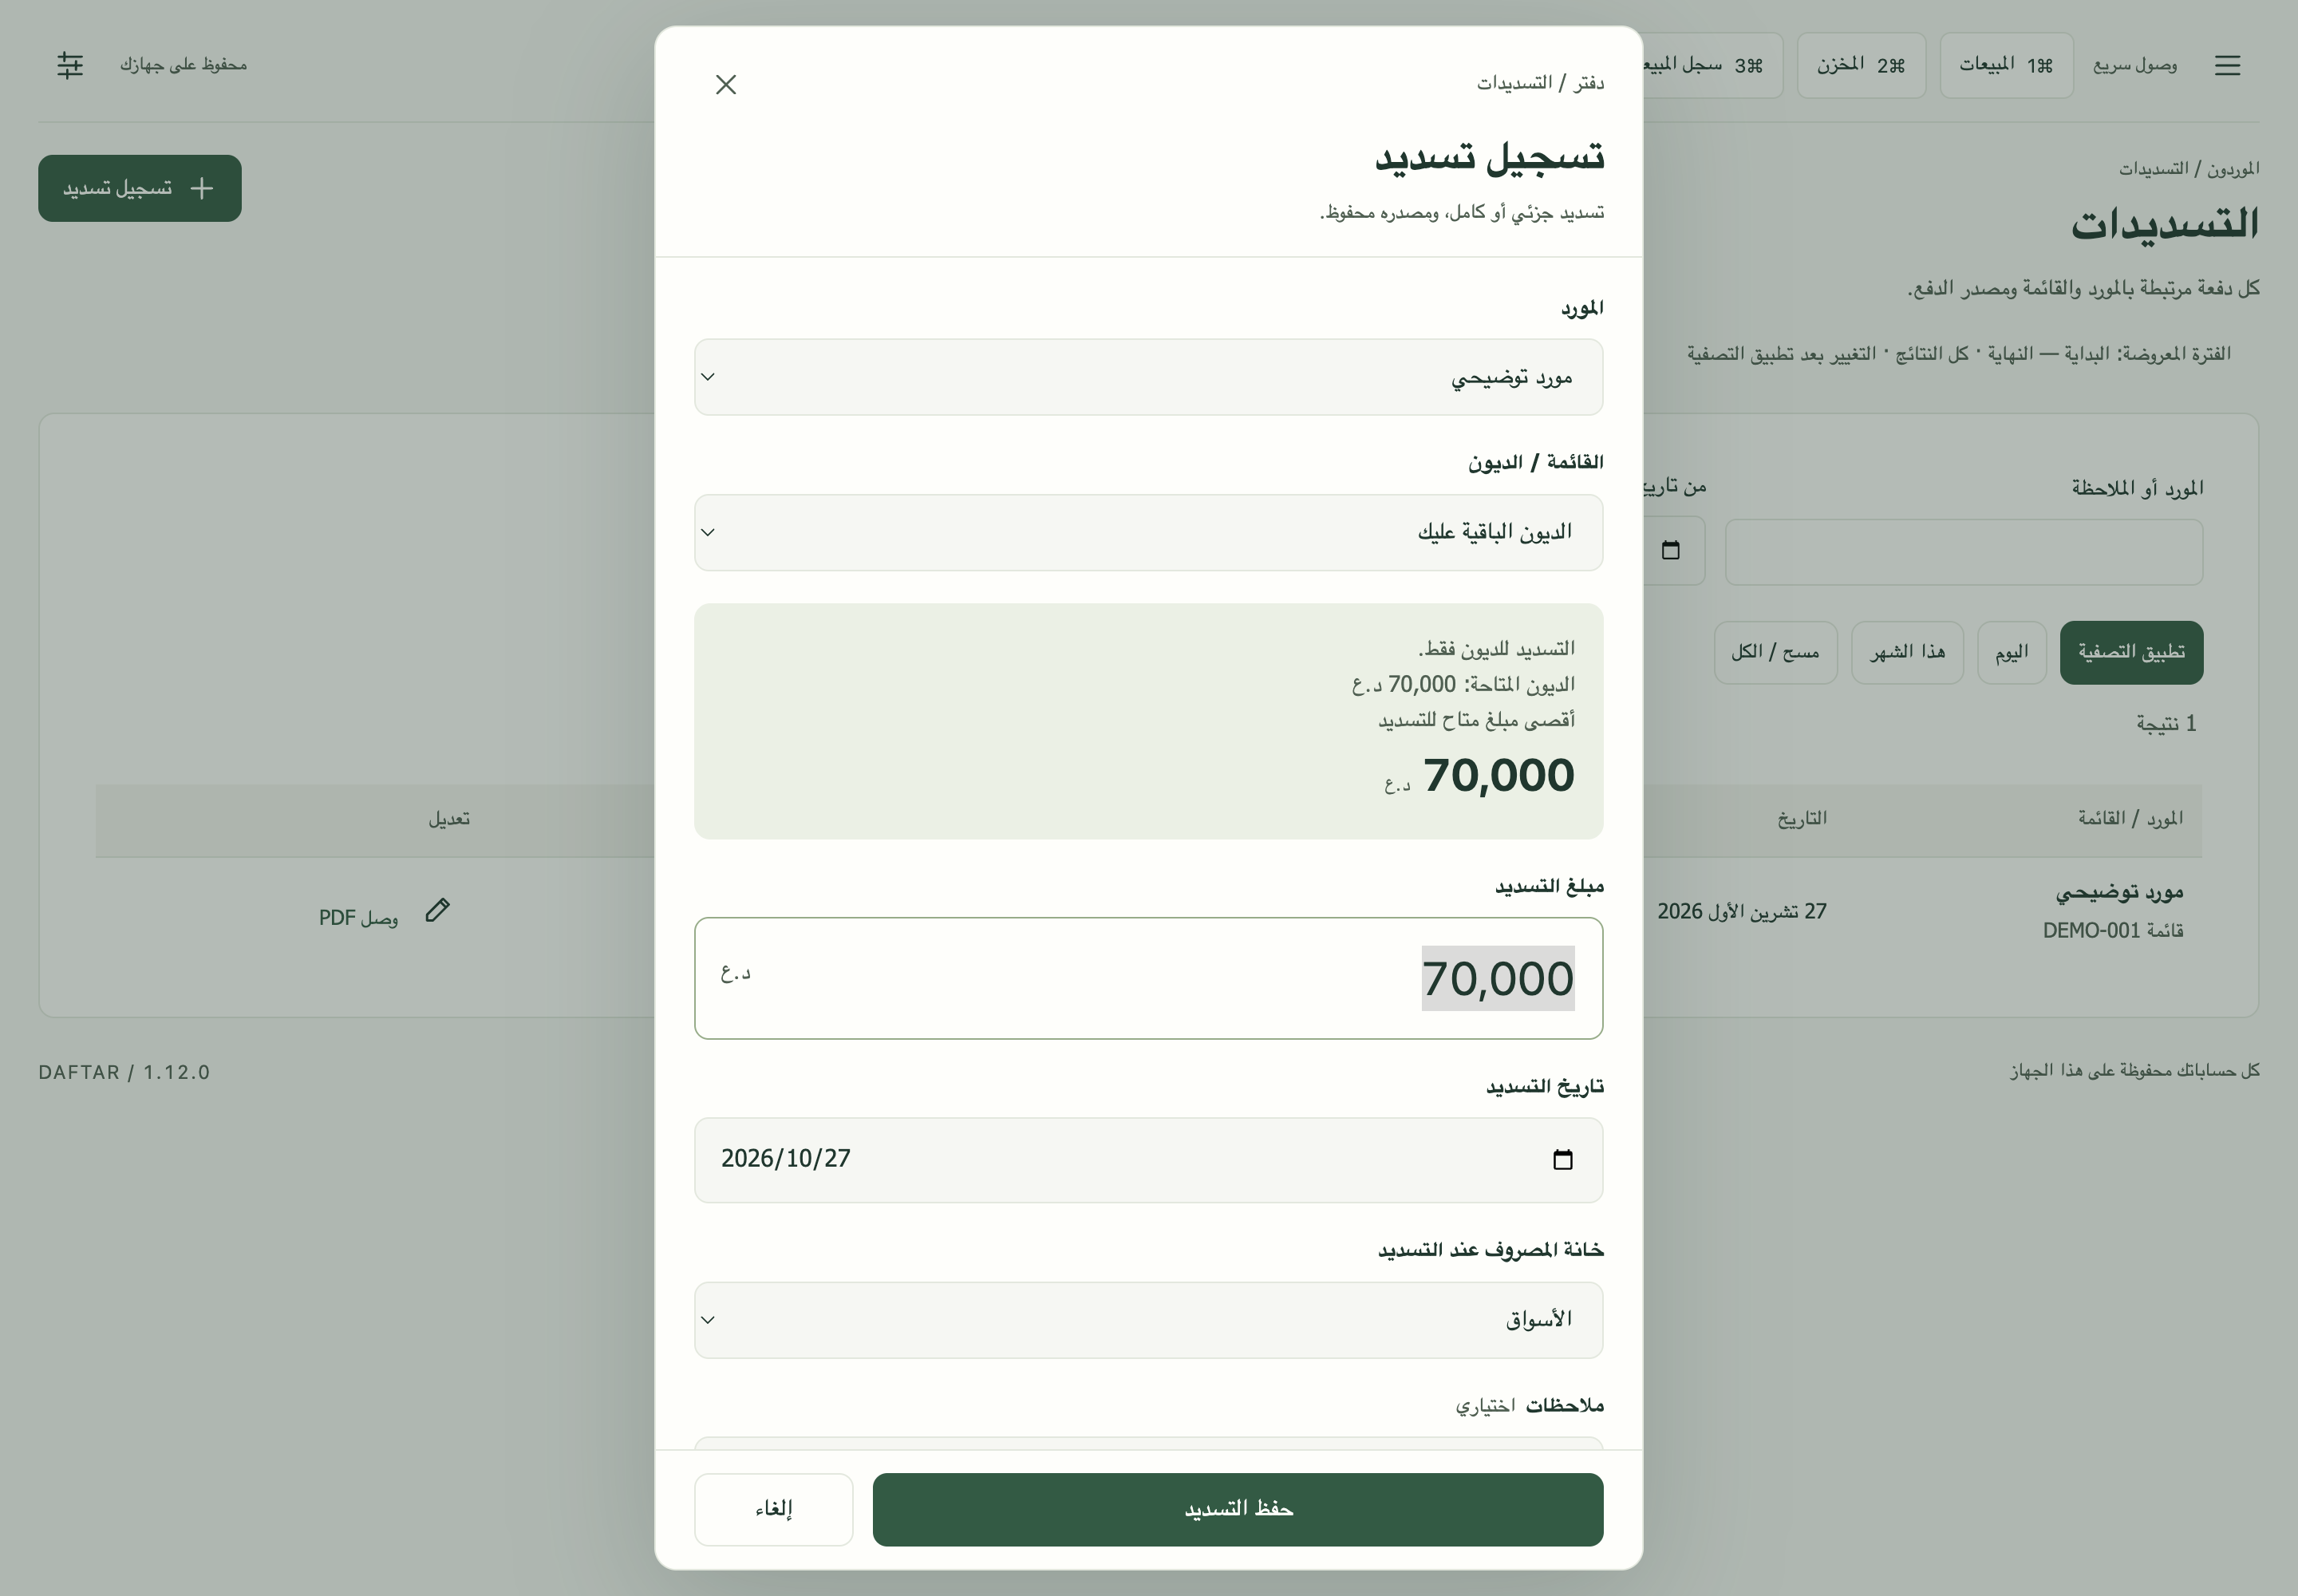 وصول سريع
⌘1 المبيعات
⌘2 المخزن
⌘3 سجل المبيع
محفوظ على جهازك
الموردون / التسديدات
التسديدات
كل دفعة مرتبطة بالمورد والقائمة ومصدر الدفع.
تسجيل تسديد
الفترة المعروضة: البداية — النهاية · كل النتائج · التغيير بعد تطبيق التصفية
المورد أو الملاحظة
من تاريخ
تطبيق التصفية
اليوم
هذا الشهر
مسح / الكل
1 نتيجة
المورد / القائمة
التاريخ
تعديل
مورد توضيحي
قائمة DEMO-001
27 تشرين الأول 2026
وصل PDF
كل حساباتك محفوظة على هذا الجهاز
DAFTAR / 1.12.0
دفتر / التسديدات
تسجيل تسديد
تسديد جزئي أو كامل، ومصدره محفوظ.
المورد
مورد توضيحي
القائمة / الديون
الديون الباقية عليك
التسديد للديون فقط.
الديون المتاحة: 70,000 د.ع
أقصى مبلغ متاح للتسديد
70,000 د.ع
مبلغ التسديد
70,000 د.ع
تاريخ التسديد
2026/10/27
خانة المصروف عند التسديد
الأسواق
ملاحظات اختياري
حفظ التسديد
إلغاء